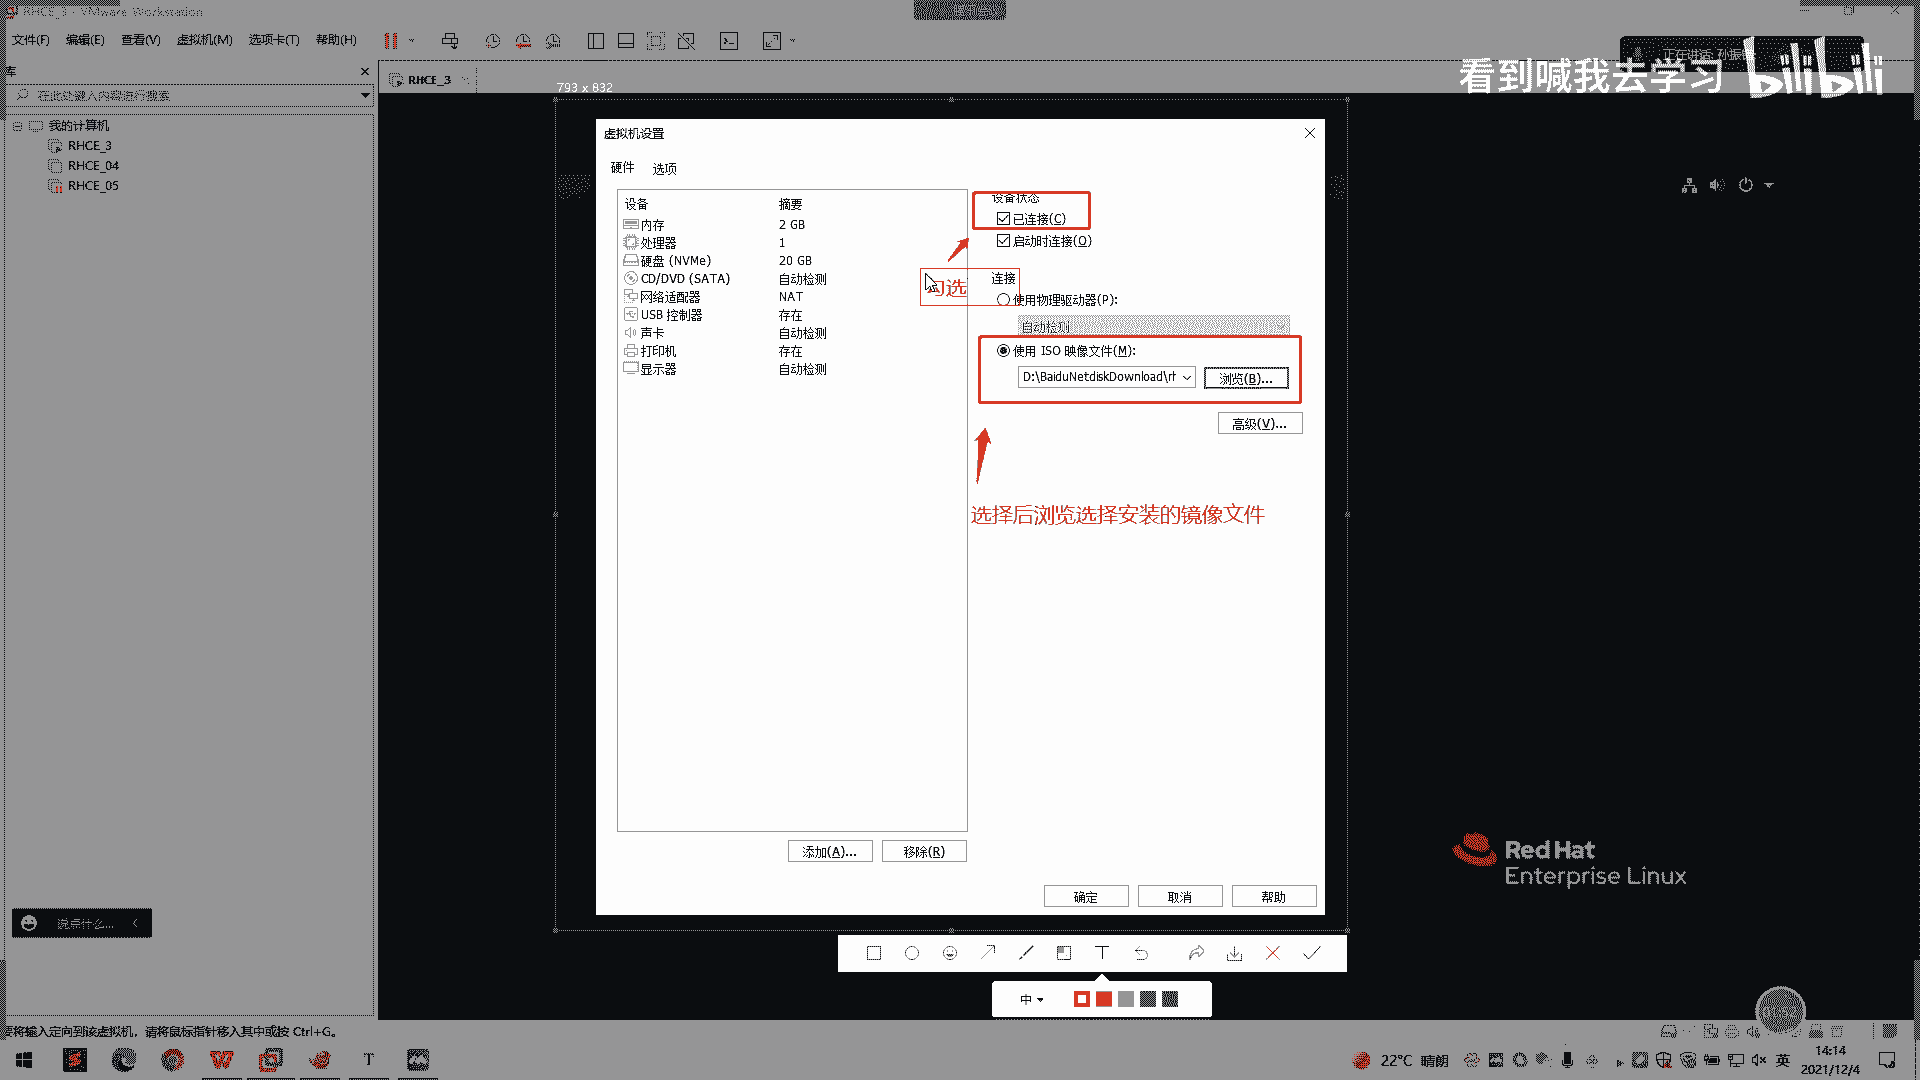 RHCE_3 - VMware Workstation
文件(F) 编辑(E) 查看(V) 虚拟机(M) 选项卡(T) 帮助(H)
库
在此处键入内容进行搜索
我的计算机
RHCE_3
RHCE_04
RHCE_05
RHCE_3
793 x 832
正在讲话
看到喊我去学习
bilibili
虚拟机设置
硬件 选项
设备 摘要
内存 2 GB
处理器 1
硬盘 (NVMe) 20 GB
CD/DVD (SATA) 自动检测
网络适配器 NAT
USB 控制器 存在
声卡 自动检测
打印机 存在
显示器 自动检测
添加(A)... 移除(R)
设备状态
已连接(C)
启动时连接(O)
勾选
连接
使用物理驱动器(P):
自动检测
使用 ISO 映像文件(M):
D:\BaiduNetdiskDownload\rh
浏览(B)...
高级(V)...
选择后浏览选择安装的镜像文件
确定 取消 帮助
中
Red Hat
Enterprise Linux
说点什么...
要将输入定向到该虚拟机，请将鼠标指针移入其中或按 Ctrl+G。
22°C 晴朗
英
14:14
2021/12/4